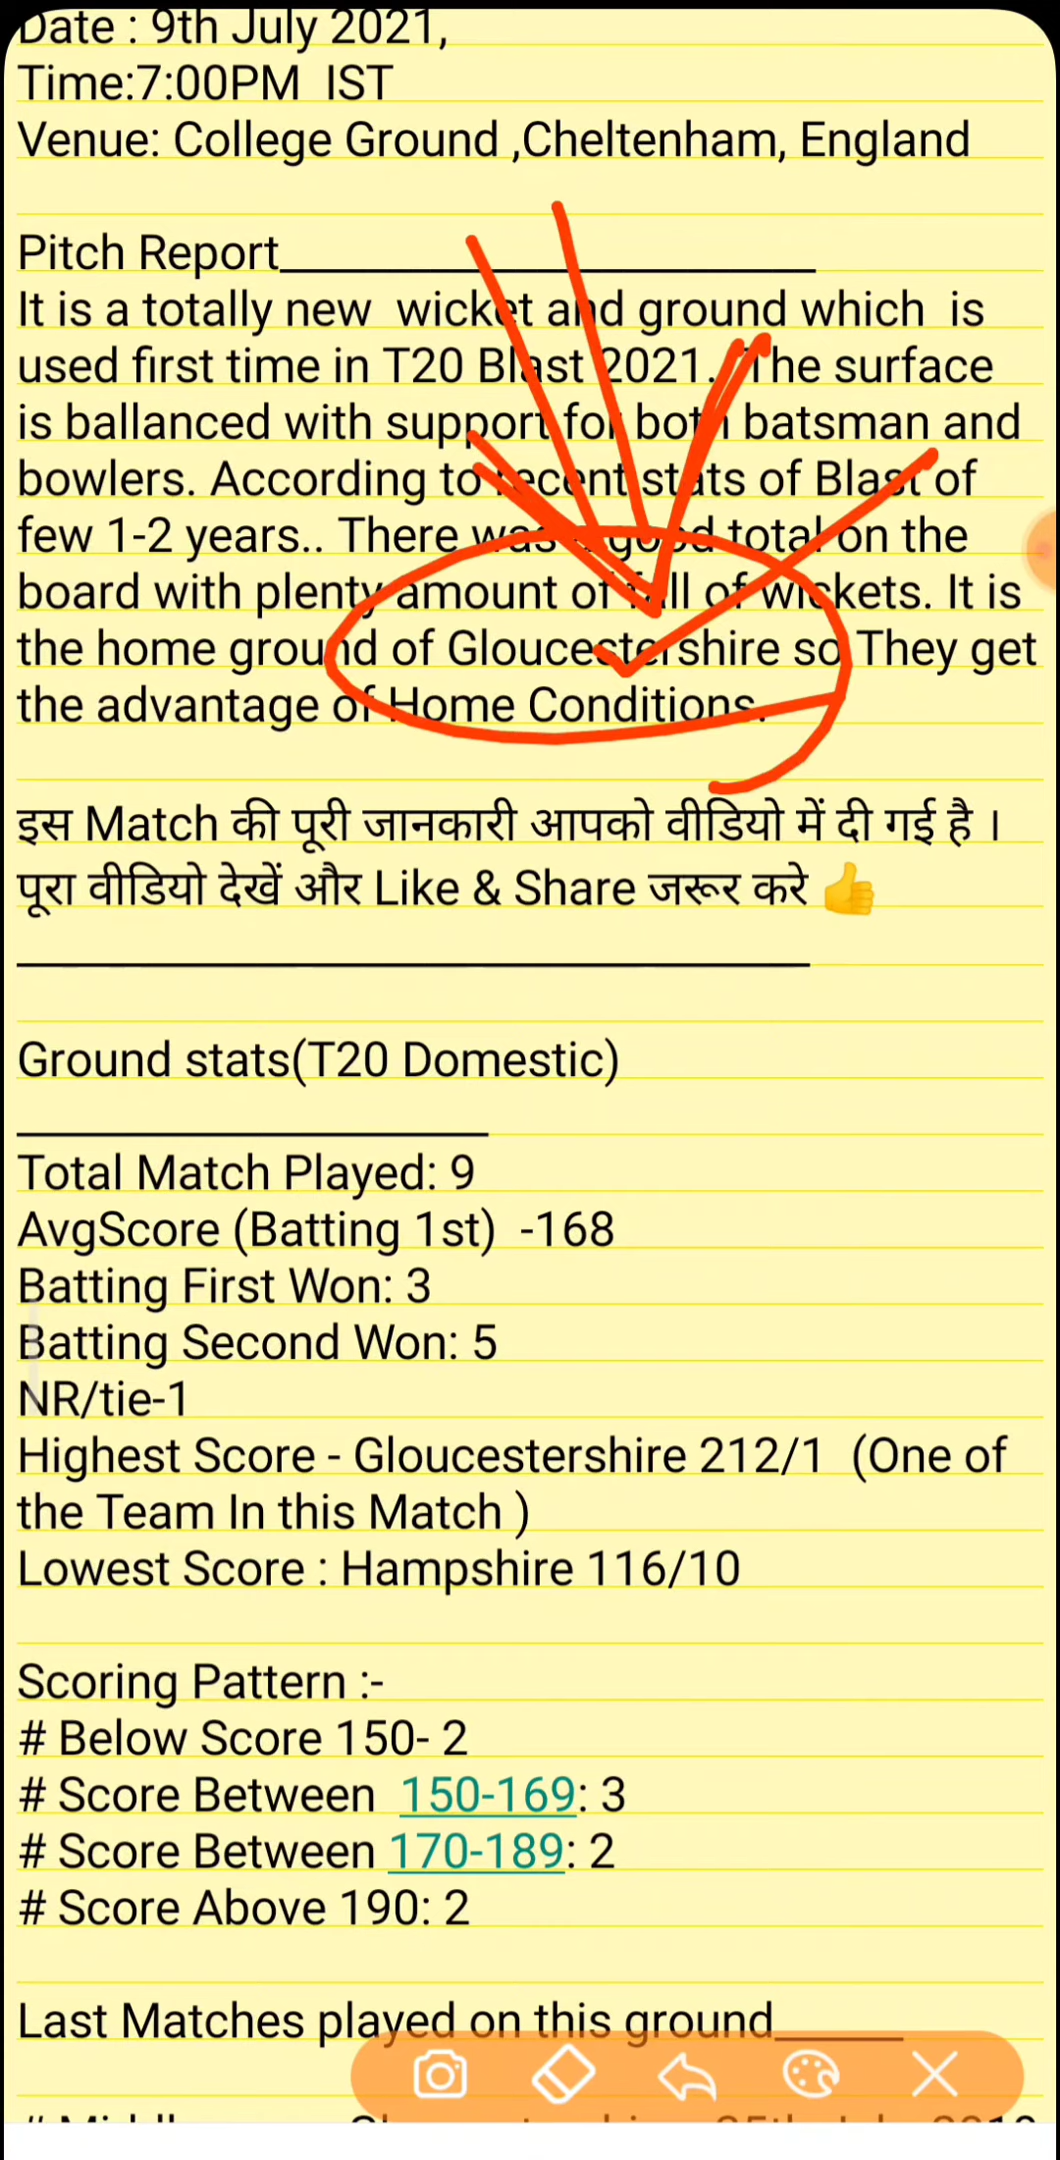 Date : 9th July 2021,
Time:7:00PM IST
Venue: College Ground ,Cheltenham, England
Pitch Report_______________________
It is a totally new wicket and ground which is
used first time in T20 Blast 2021. The surface
is ballanced with support for both batsman and
bowlers. According to recent stats of Blast of
few 1-2 years.. There was a good total on the
board with plenty amount of fall of wickets. It is
the home ground of Gloucestershire so They get
the advantage of Home Conditions.
इस Match की पूरी जानकारी आपको वीडियो में दी गई है ।
पूरा वीडियो देखें और Like & Share जरूर करे 👍
__________________________________
Ground stats(T20 Domestic)
____________________
Total Match Played: 9
AvgScore (Batting 1st) -168
Batting First Won: 3
Batting Second Won: 5
NR/tie-1
Highest Score - Gloucestershire 212/1 (One of
the Team In this Match )
Lowest Score : Hampshire 116/10
Scoring Pattern :-
# Below Score 150- 2
# Score Between 150-169: 3
# Score Between 170-189: 2
# Score Above 190: 2
Last Matches played on this ground_____